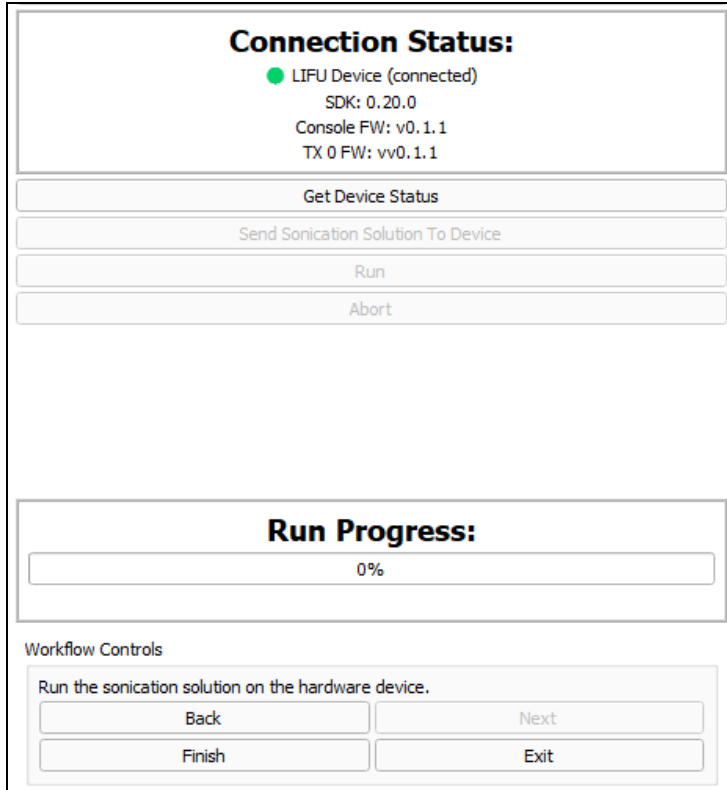 Connection Status:
LIFU Device (connected)
SDK: 0.20.0
Console FW: v0.1.1
TX 0 FW: vv0.1.1
Get Device Status
Send Sonication Solution To Device
Run
Abort
Run Progress:
0%
Workflow Controls
Run the sonication solution on the hardware device.
Back
Next
Finish
Exit